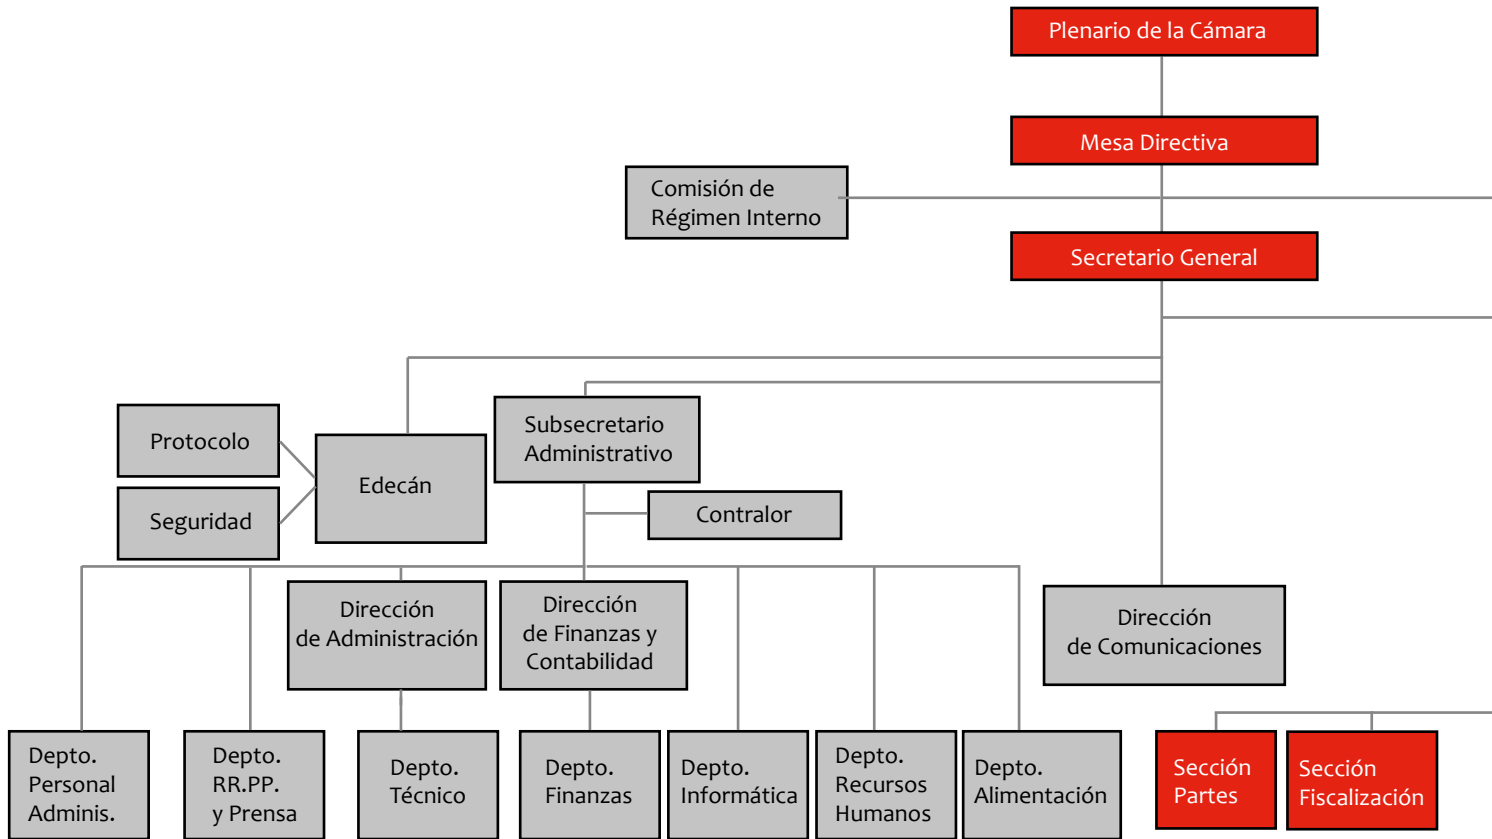 Plenario de la Cámara
Mesa Directiva
Comisión de
Régimen Interno
Secretario General
Protocolo
Seguridad
Edecán
Subsecretario
Administrativo
Contralor
Dirección
de Administración
Dirección
de Finanzas y
Contabilidad
Dirección
de Comunicaciones
Depto.
Personal
Adminis.
Depto.
RR.PP.
y Prensa
Depto.
Técnico
Depto.
Finanzas
Depto.
Informática
Depto.
Recursos
Humanos
Depto.
Alimentación
Sección
Partes
Sección
Fiscalización